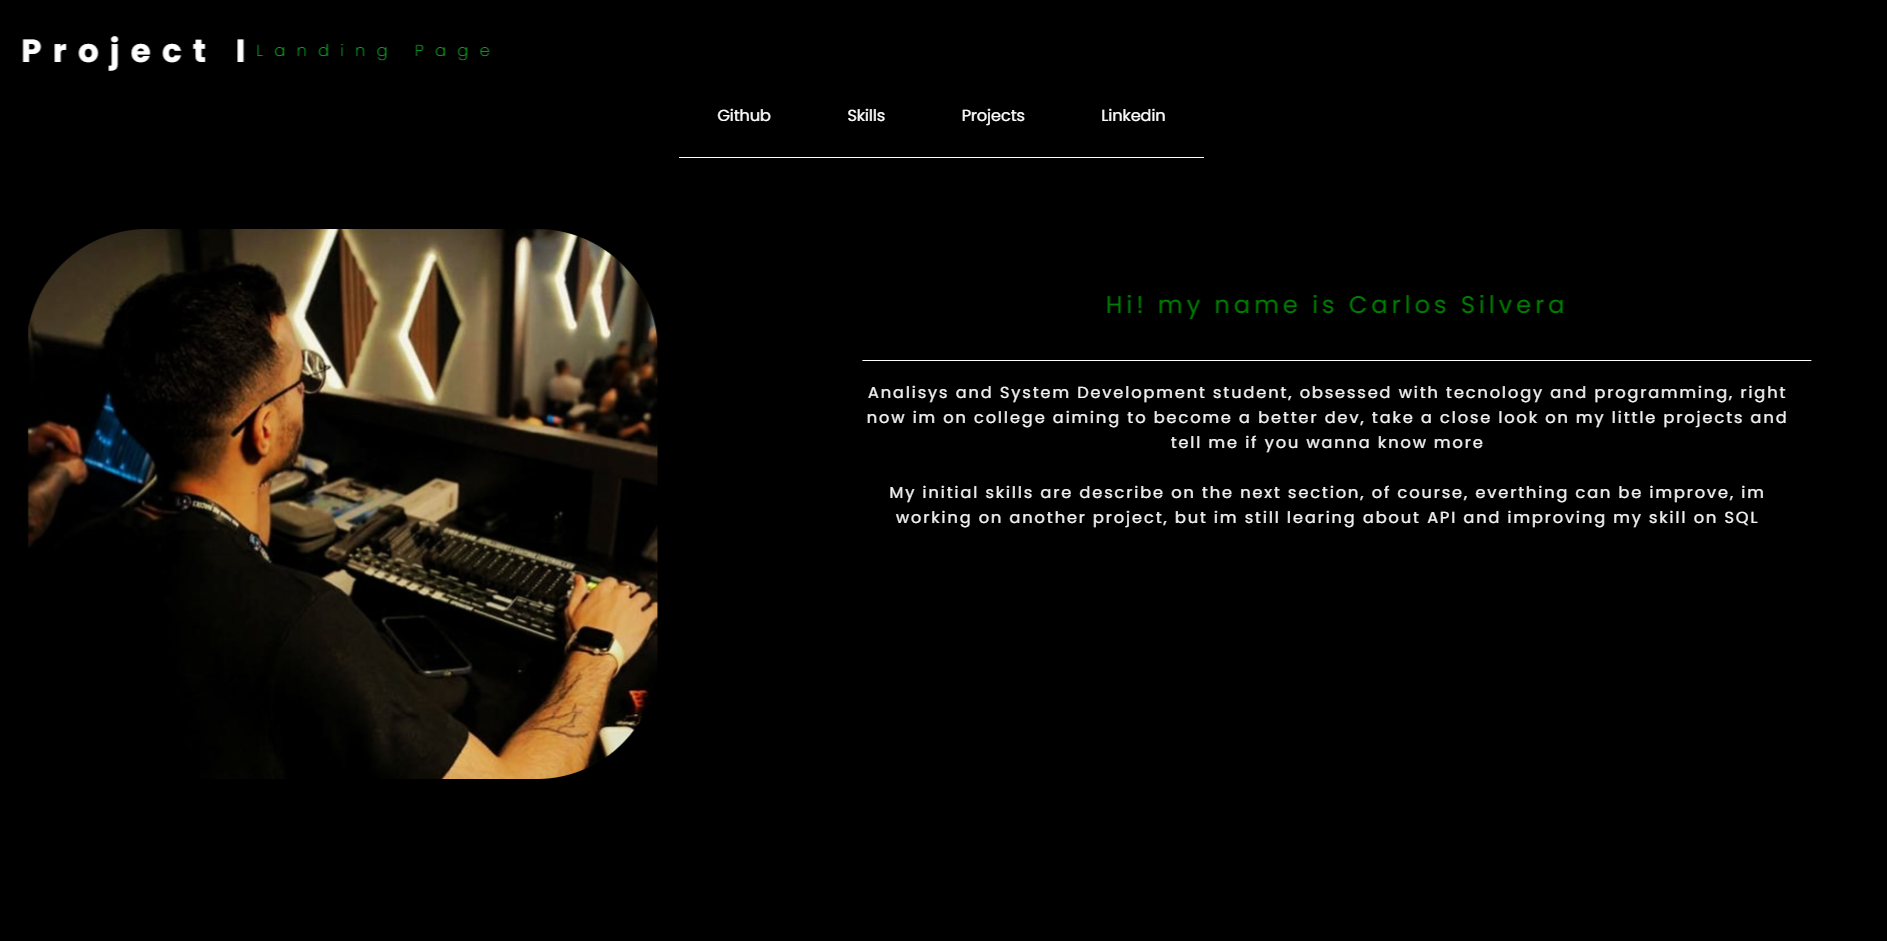 Project I Landing Page
Github Skills Projects Linkedin
Hi! my name is Carlos Silvera
Analisys and System Development student, obsessed with tecnology and programming, right
now im on college aiming to become a better dev, take a close look on my little projects and
tell me if you wanna know more
My initial skills are describe on the next section, of course, everthing can be improve, im
working on another project, but im still learing about API and improving my skill on SQL